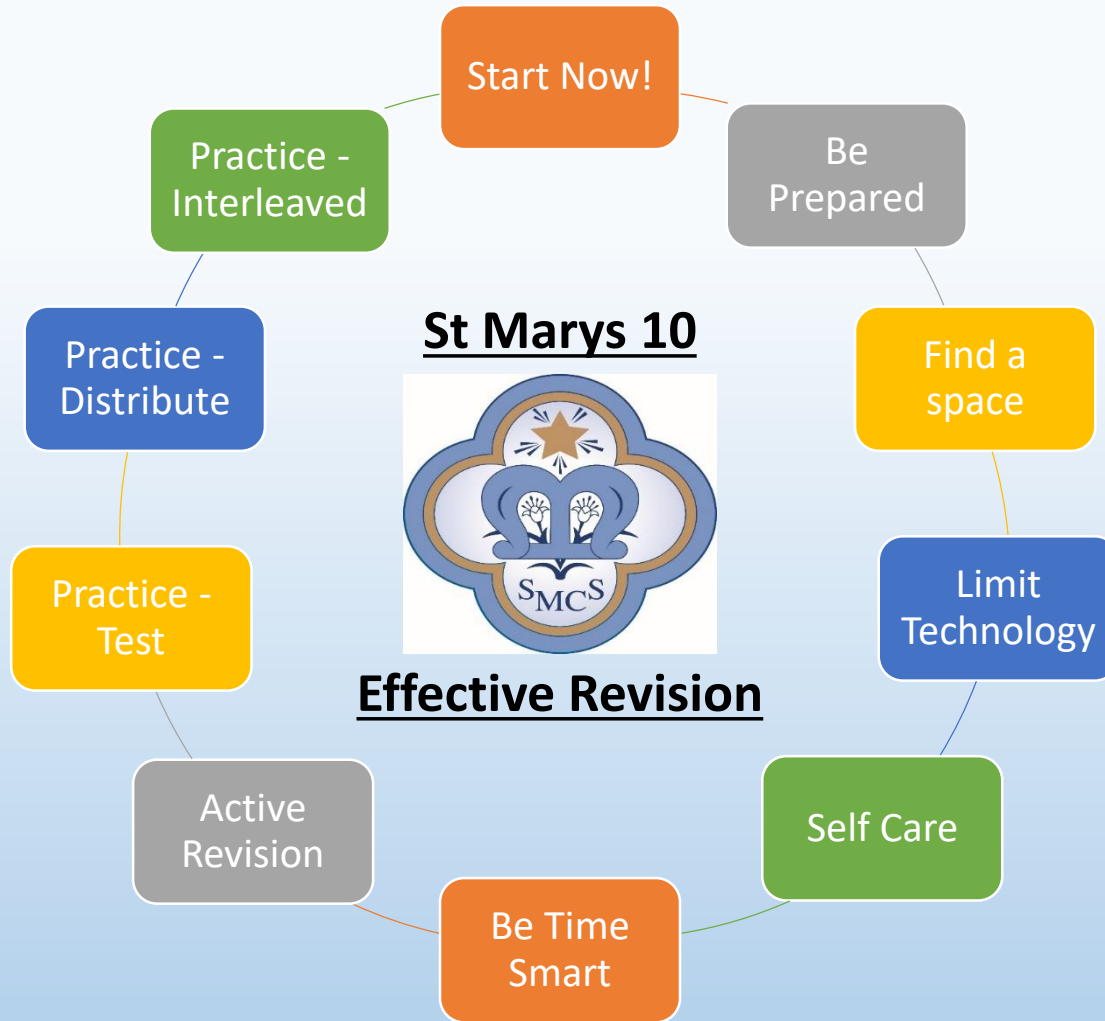 Start Now!
Be
Prepared
Find a
space
Limit
Technology
Self Care
Be Time
Smart
Active
Revision
Practice -
Test
Practice -
Distribute
Practice -
Interleaved
St Marys 10
SMCS
Effective Revision